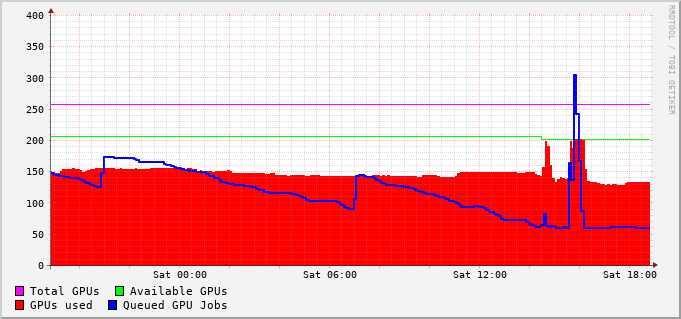 400
350
300
250
200
150
100
50
0
Sat 00:00 Sat 06:00 Sat 12:00 Sat 18:00
Total GPUs Available GPUs
GPUs used Queued GPU Jobs
RRDTOOL / TOBI OETIKER